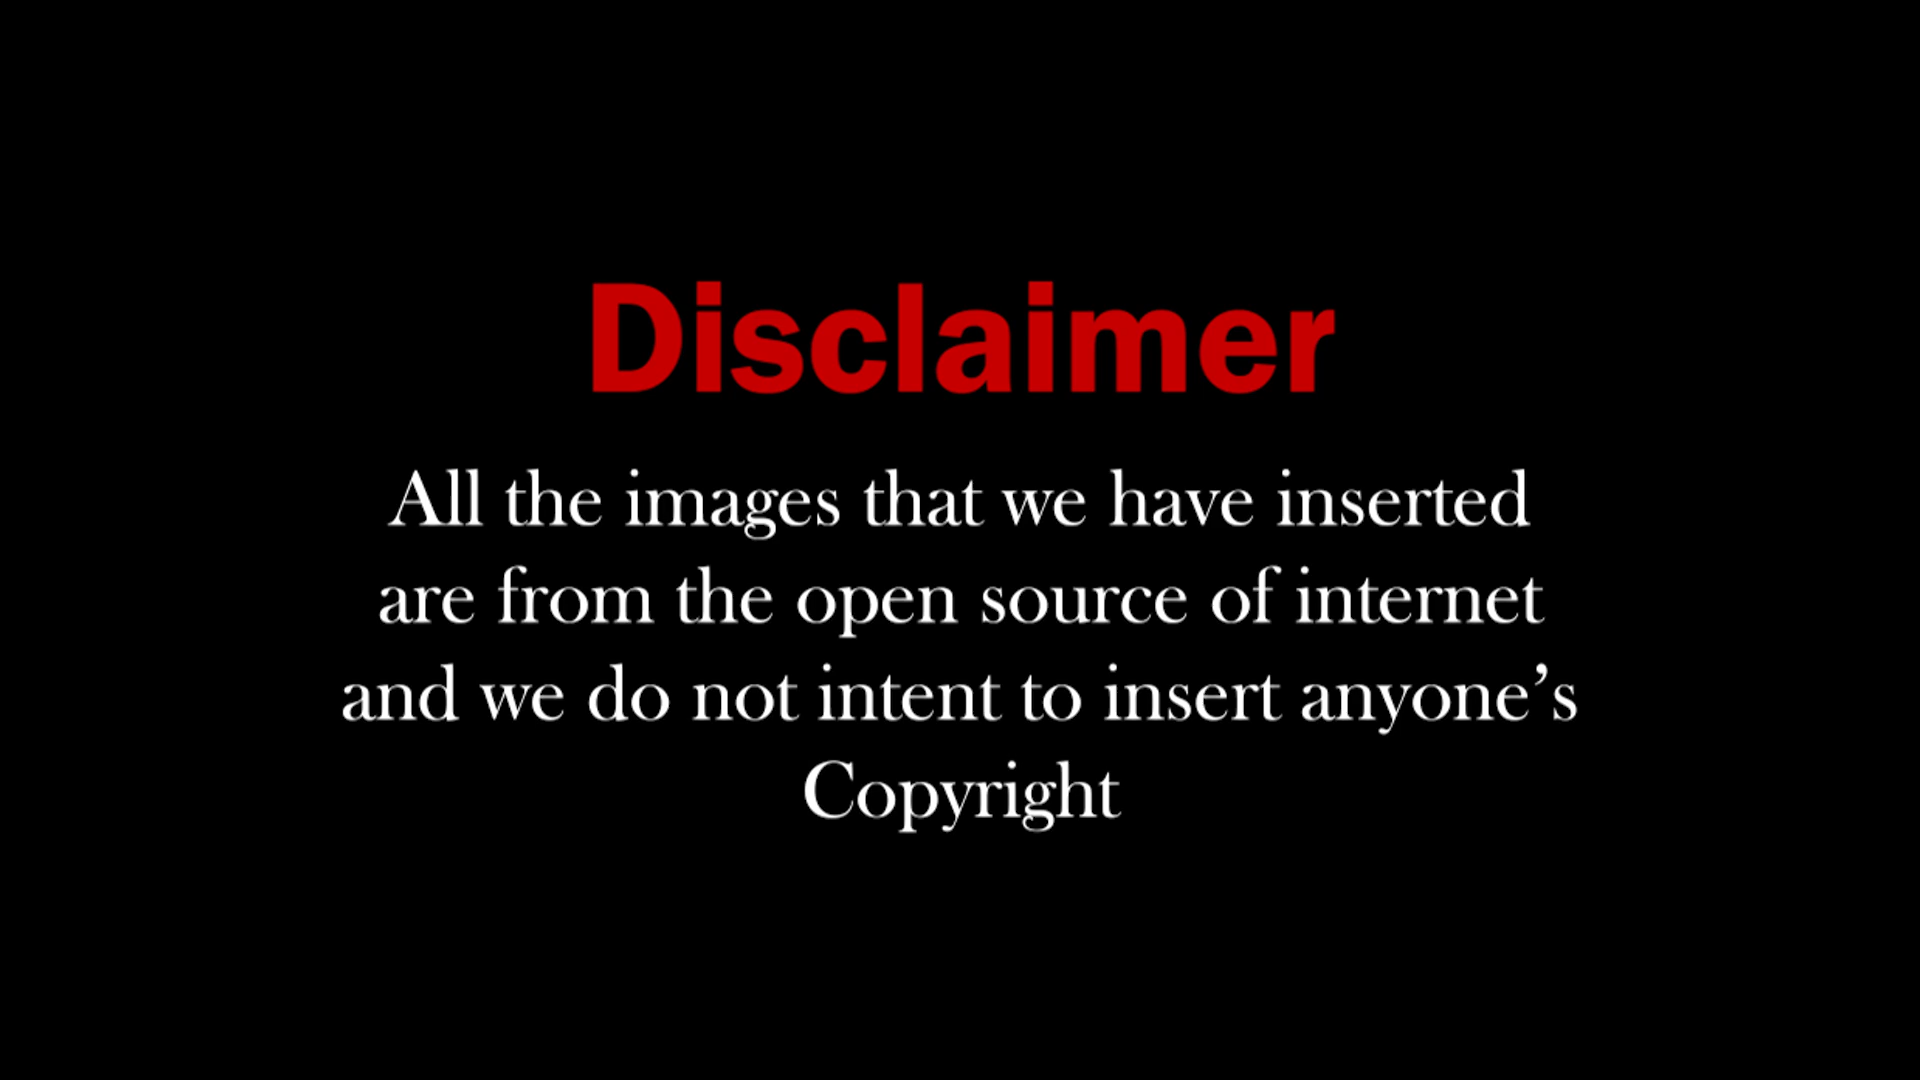 Disclaimer
All the images that we have inserted
are from the open source of internet
and we do not intent to insert anyone’s
Copyright